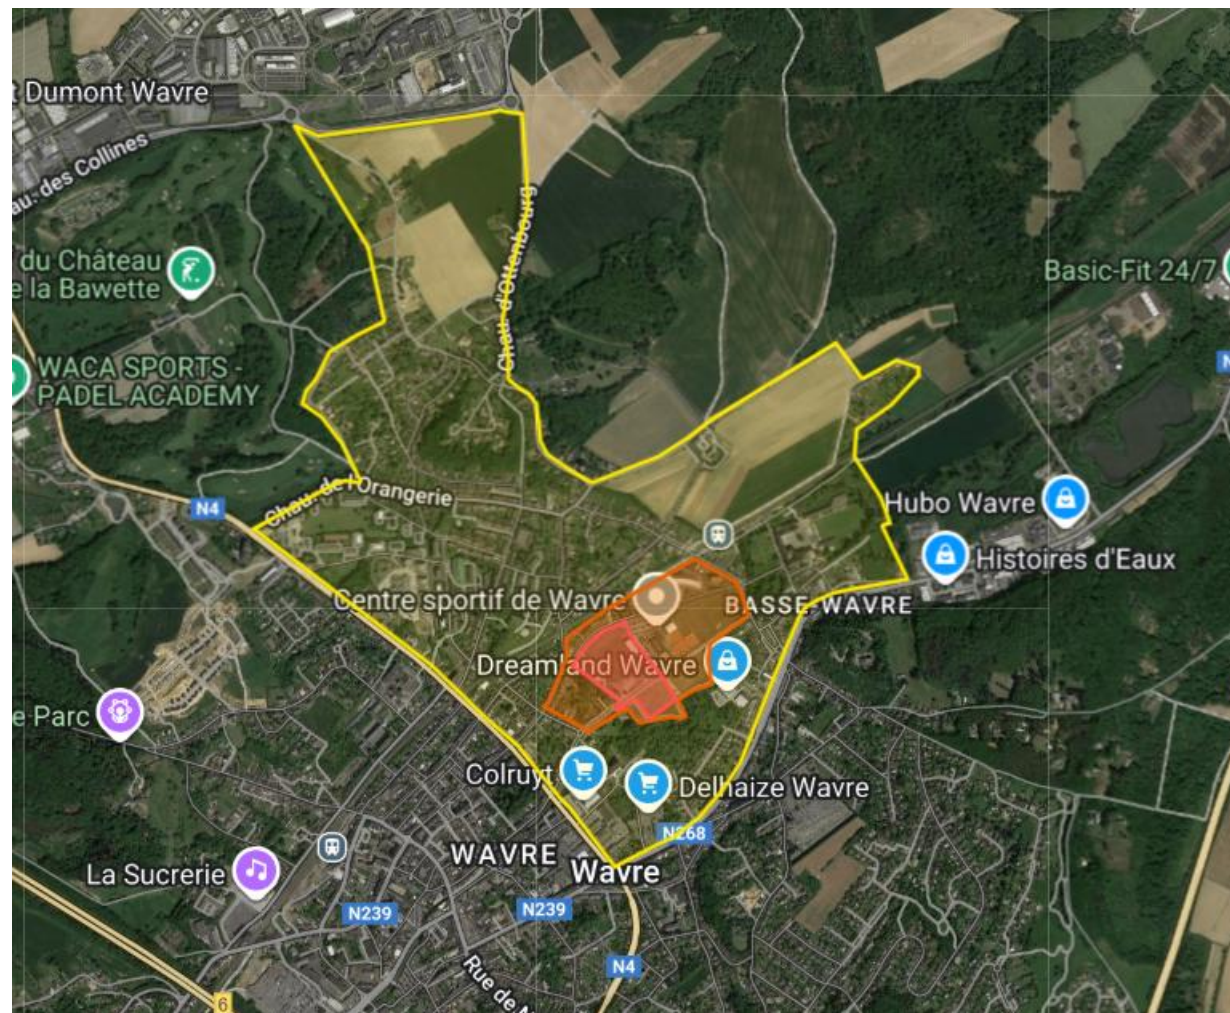 t Dumont Wavre
au. des Collines
du Château
e la Bawette
Chau. d'Ottenbourg
Basic-Fit 24/7
WACA SPORTS -
PADEL ACADEMY
Chau. de l'Orangerie
N4
Hubo Wavre
Histoires d'Eaux
Centre sportif de Wavre
BASSE-WAVRE
Dreamland Wavre
e Parc
Colruyt
Delhaize Wavre
N268
WAVRE
Wavre
La Sucrerie
N239
N239
N4
Rue de N
6